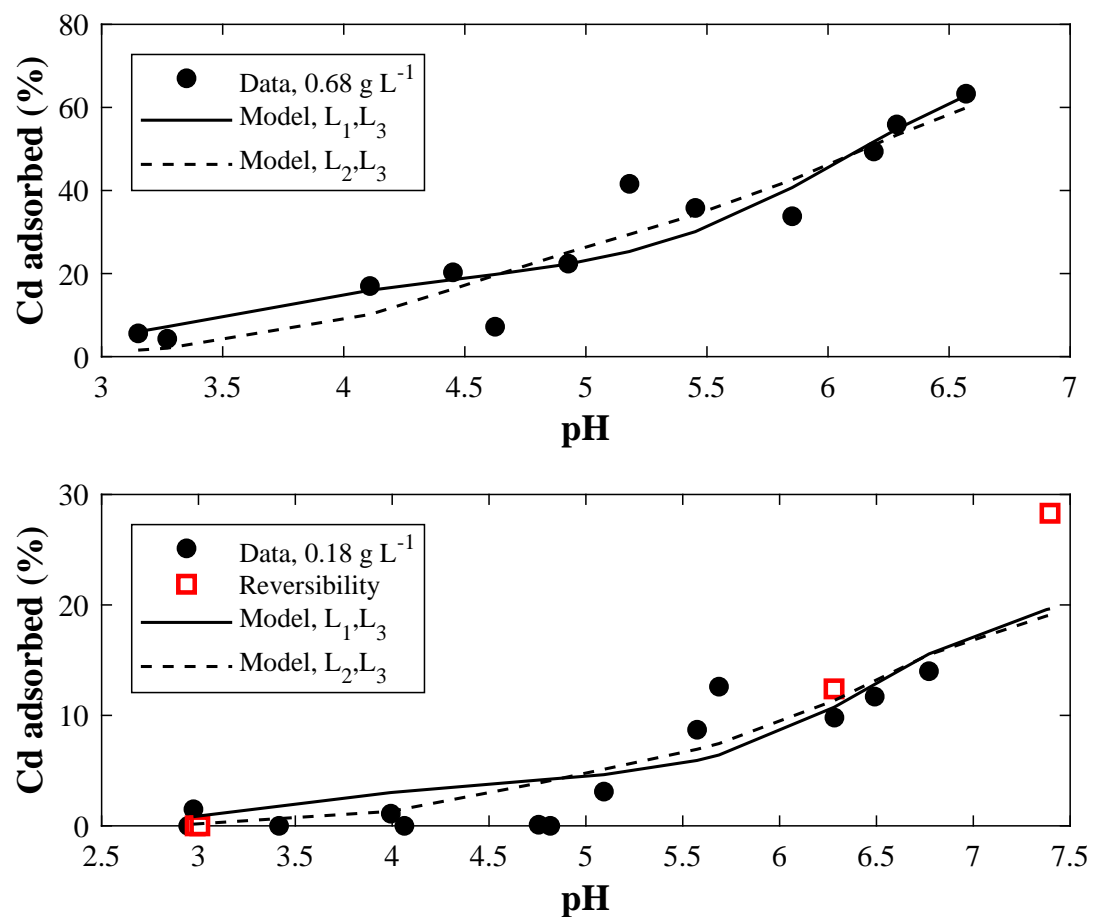 80
60
40
20
0
Cd adsorbed (%)
Data, 0.68 g L⁻¹
Model, L₁,L₃
Model, L₂,L₃
3 3.5 4 4.5 5 5.5 6 6.5 7
pH
30
20
10
0
Cd adsorbed (%)
Data, 0.18 g L⁻¹
Reversibility
Model, L₁,L₃
Model, L₂,L₃
2.5 3 3.5 4 4.5 5 5.5 6 6.5 7 7.5
pH